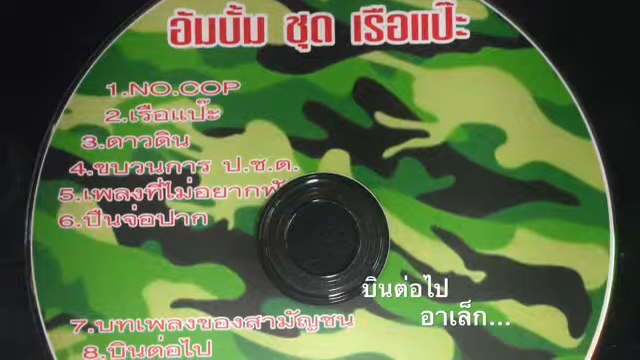 อัมบั้ม ชุด เรือแป๊ะ
1.NO.COP
2.เรือแป๊ะ
3.ดาวดิน
4.ขบวนการ ป.ช.ต.
5.เพลงที่ไม่อยากฟัง
6.ปืนจ่อปาก
บินต่อไป
อาเล็ก...
7.บทเพลงของสามัญชน
8.บินต่อไป